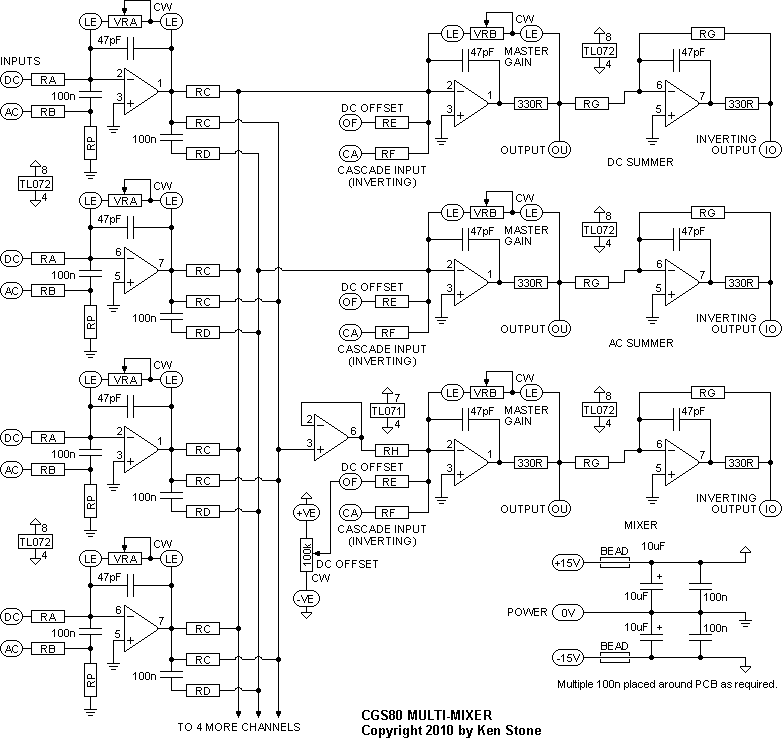 LE VRA LE CW
47pF
INPUTS
DC RA 2 1 RC
100n 3
AC RB RC
RP 100n RD
8
TL072
4
LE VRB LE CW
MASTER
GAIN
47pF
2 1 330R
3
DC OFFSET
OF RE
CA RF
CASCADE INPUT
(INVERTING)
OUTPUT OU
8
TL072
4
RG
47pF
RG 6 7 330R
5
INVERTING
OUTPUT IO
DC SUMMER
LE VRA LE CW
47pF
DC RA 6 7 RC
100n 5
AC RB RC
RP 100n RD
LE VRB LE CW
MASTER
GAIN
47pF
2 1 330R
3
DC OFFSET
OF RE
CA RF
CASCADE INPUT
(INVERTING)
OUTPUT OU
8
TL072
4
RG
47pF
RG 6 7 330R
5
INVERTING
OUTPUT IO
AC SUMMER
LE VRA LE CW
47pF
DC RA 2 1 RC
100n 3
AC RB RC
RP 100n RD
8
TL072
4
2 6
3
7
TL071
4
RH
LE VRB LE CW
MASTER
GAIN
47pF
2 1 330R
3
DC OFFSET
OF RE
CA RF
CASCADE INPUT
(INVERTING)
OUTPUT OU
8
TL072
4
RG
47pF
RG 6 7 330R
5
INVERTING
OUTPUT IO
MIXER
+VE
100k
DC OFFSET
CW
-VE
LE VRA LE CW
47pF
DC RA 6 7 RC
100n 5
AC RB RC
RP 100n RD
TO 4 MORE CHANNELS
+15V BEAD 10uF
+
10uF 100n
POWER 0V
10uF + 100n
-15V BEAD
Multiple 100n placed around PCB as required.
CGS80 MULTI-MIXER
Copyright 2010 by Ken Stone